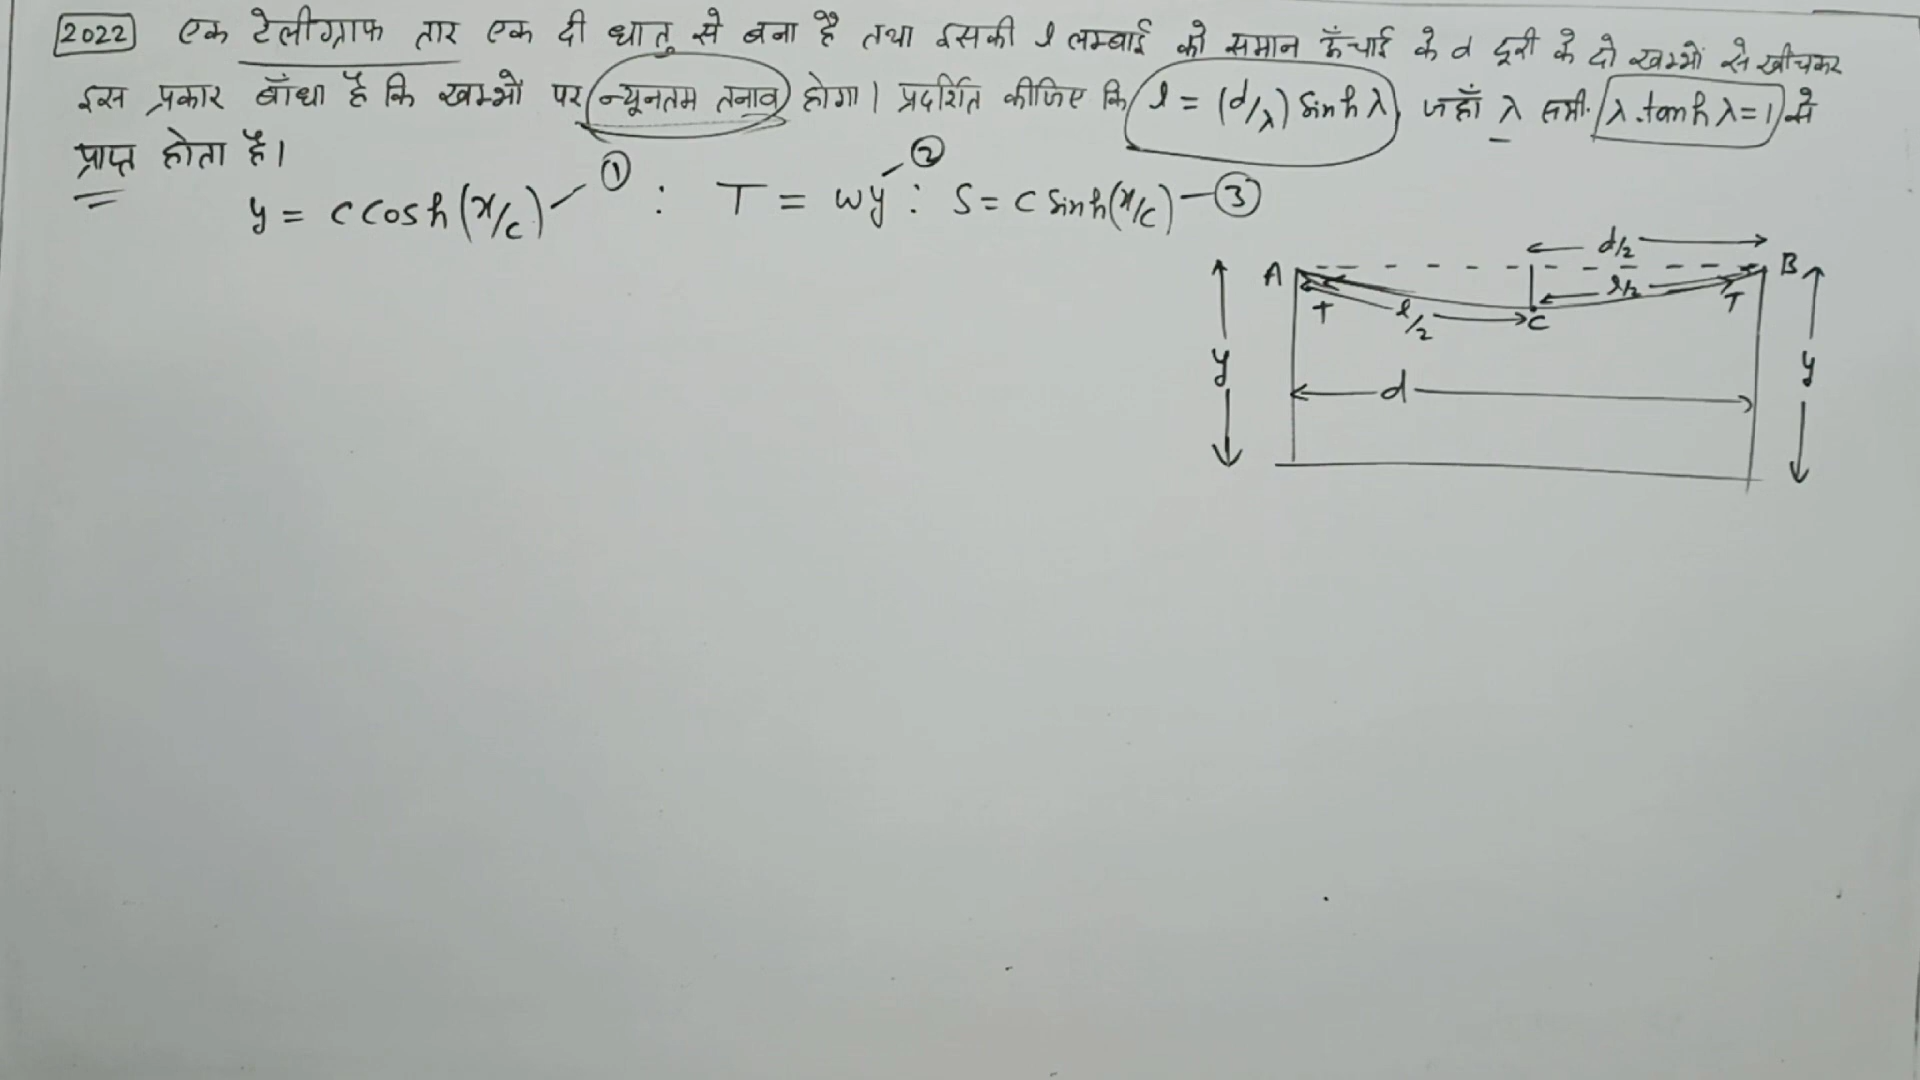 2022 एक टेलीग्राफ तार एक दी धातु से बना है तथा इसकी l लम्बाई को समान ऊँचाई के d दूरी के दो खम्भों से खींचकर
इस प्रकार बाँधा है कि खम्भों पर न्यूनतम तनाव होगा। प्रदर्शित कीजिए कि l = (d/λ) Sinh λ, जहाँ λ समी. λ.tanh λ = 1 से
प्राप्त होता है।
y = c Cosh (x/c) — ① : T = wy — ② : S = c Sinh(x/c) — ③
d/2
A B
l/2
T l/2 C T
y y
d